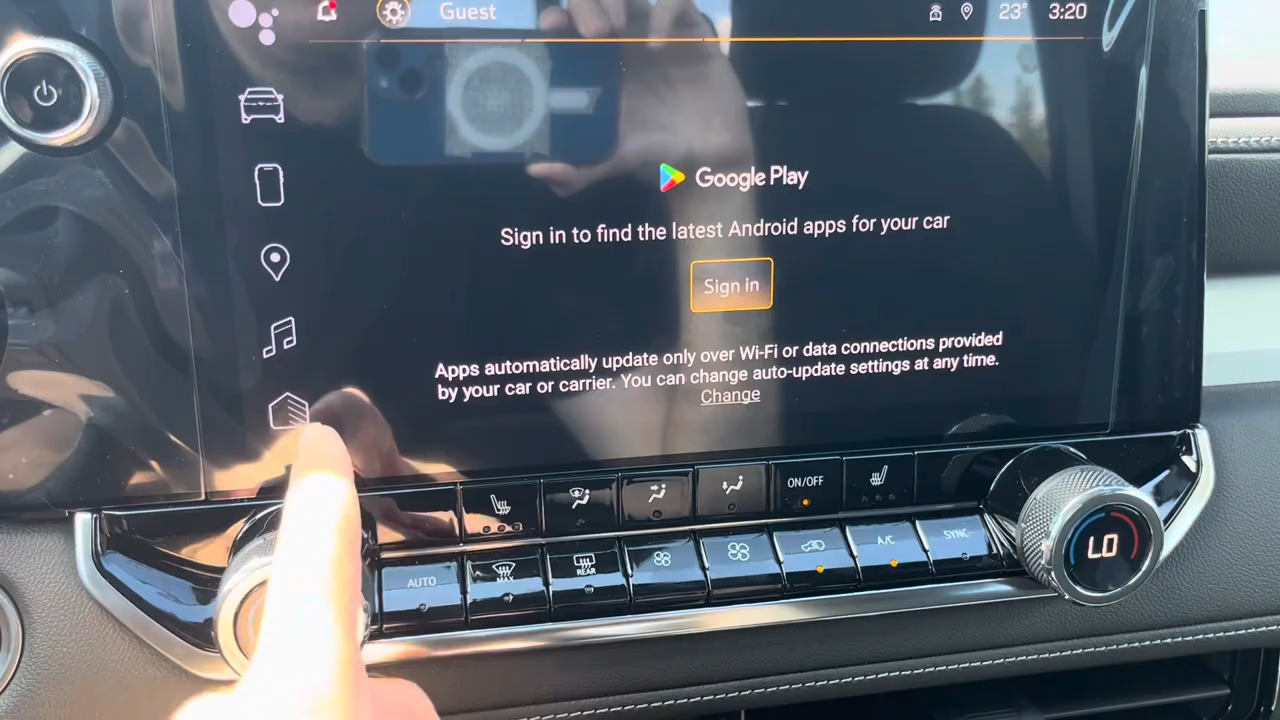 Guest
23°
3:20
Google Play
Sign in to find the latest Android apps for your car
Sign in
Apps automatically update only over Wi-Fi or data connections provided
by your car or carrier. You can change auto-update settings at any time.
Change
ON/OFF
AUTO
MAX
REAR
A/C
SYNC
LO